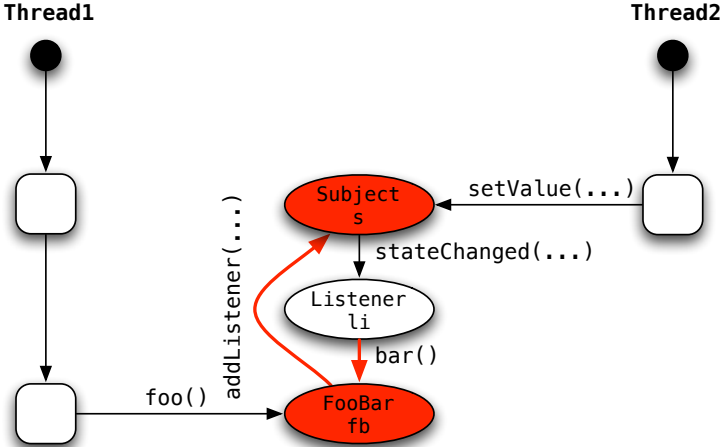 Thread1
Thread2
Subject
s
setValue(...)
stateChanged(...)
addListener(...)
Listener
li
bar()
foo()
FooBar
fb